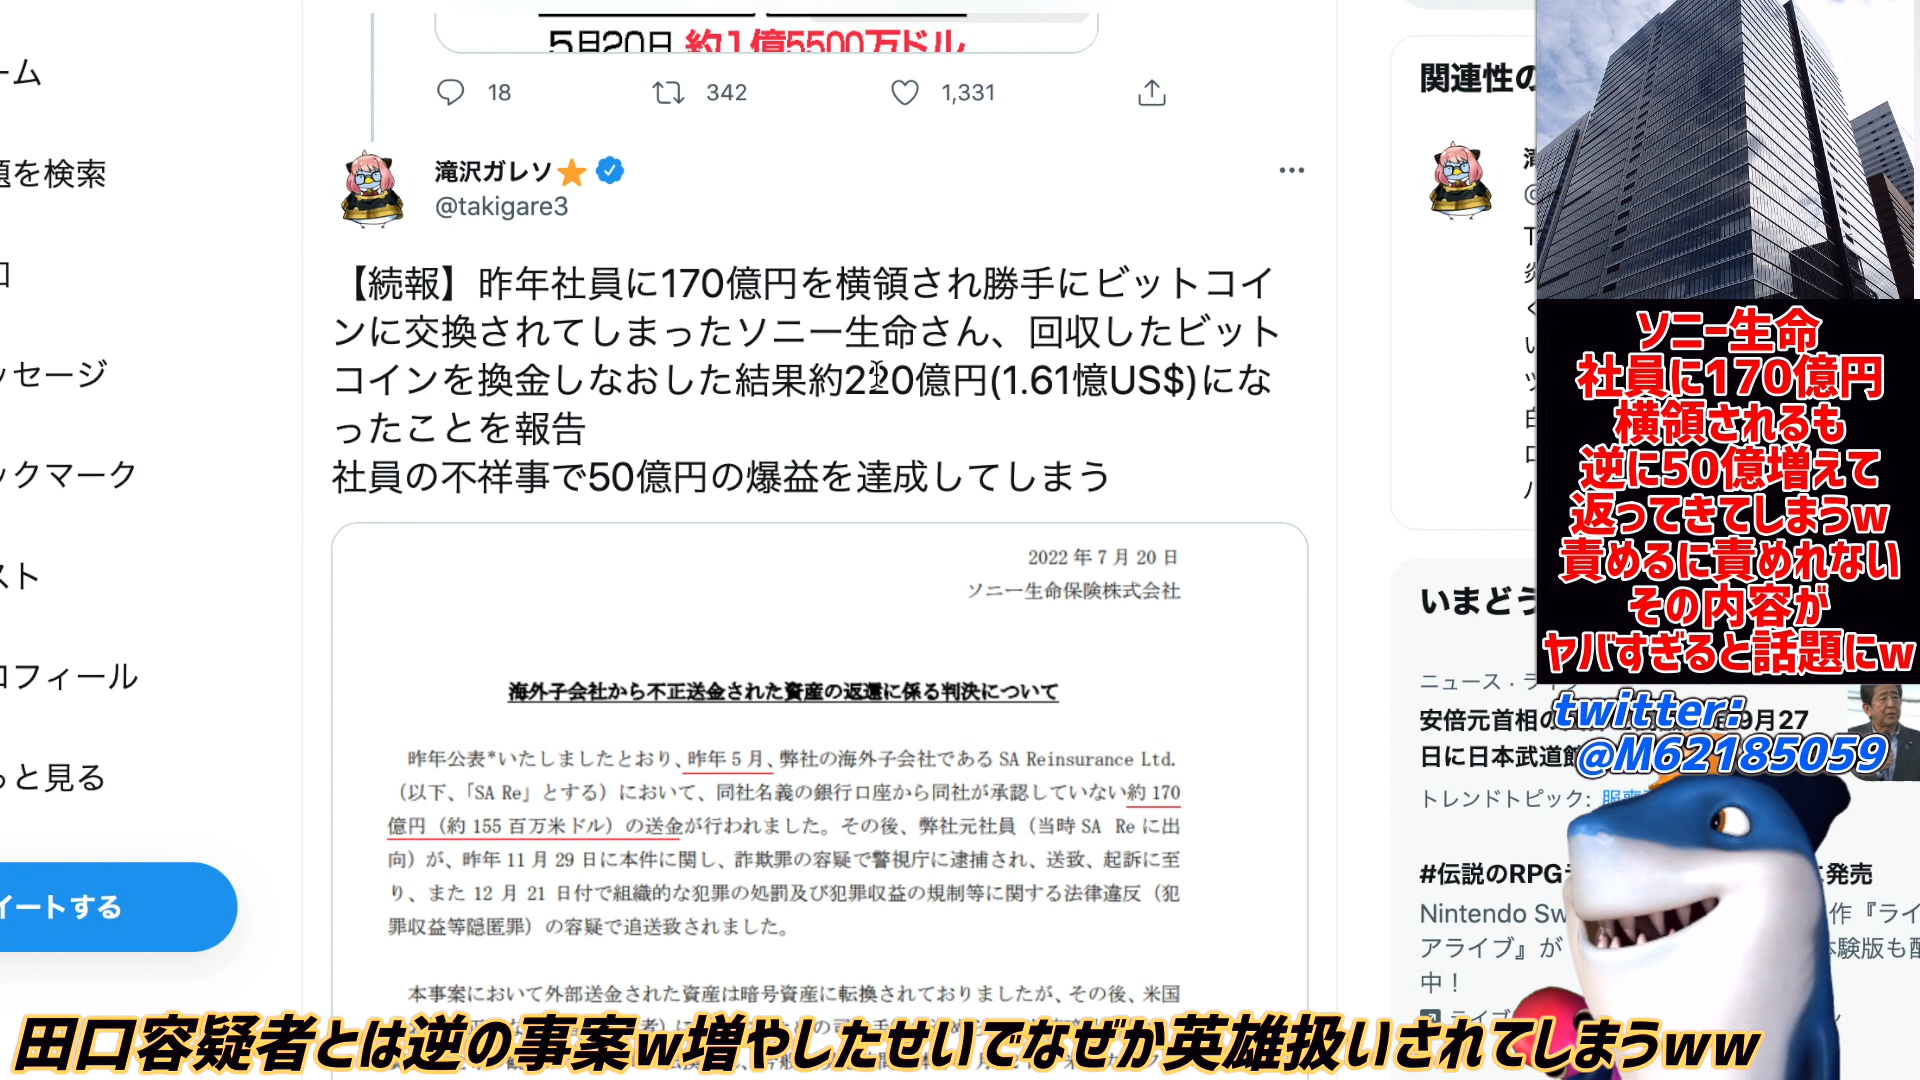 5月20日 約1億5500万ドル
18 342 1,331
滝沢ガレソ
@takigare3
【続報】昨年社員に170億円を横領され勝手にビットコイ
ンに交換されてしまったソニー生命さん、回収したビット
コインを換金しなおした結果約220億円(1.61憶US$)にな
ったことを報告
社員の不祥事で50億円の爆益を達成してしまう
2022 年 7 月 20 日
ソニー生命保険株式会社
海外子会社から不正送金された資産の返還に係る判決について
昨年公表*いたしましたとおり、昨年 5 月、弊社の海外子会社である SA Reinsurance Ltd.
（以下、「SA Re」とする）において、同社名義の銀行口座から同社が承認していない約 170
億円（約 155 百万米ドル）の送金が行われました。その後、弊社元社員（当時 SA Re に出
向）が、昨年 11 月 29 日に本件に関し、詐欺罪の容疑で警視庁に逮捕され、送致、起訴に至
り、また 12 月 21 日付で組織的な犯罪の処罰及び犯罪収益の規制等に関する法律違反（犯
罪収益等隠匿罪）の容疑で追送致されました。
本事案において外部送金された資産は暗号資産に転換されておりましたが、その後、米国
ーム
題を検索
ッセージ
ックマーク
スト
ロフィール
っと見る
イートする
関連性の
いまどう
ニュース・ライブ
安倍元首相の
9月27
日に日本武道館
トレンドトピック:
#伝説のRPG
発売
Nintendo Sw
作『ライ
アライブ』が
体験版も配
中！
ソニー生命
社員に170億円
横領されるも
逆に50億増えて
返ってきてしまうw
責めるに責めれない
その内容が
ヤバすぎると話題にw
twitter:
@M62185059
田口容疑者とは逆の事案w増やしたせいでなぜか英雄扱いされてしまうww